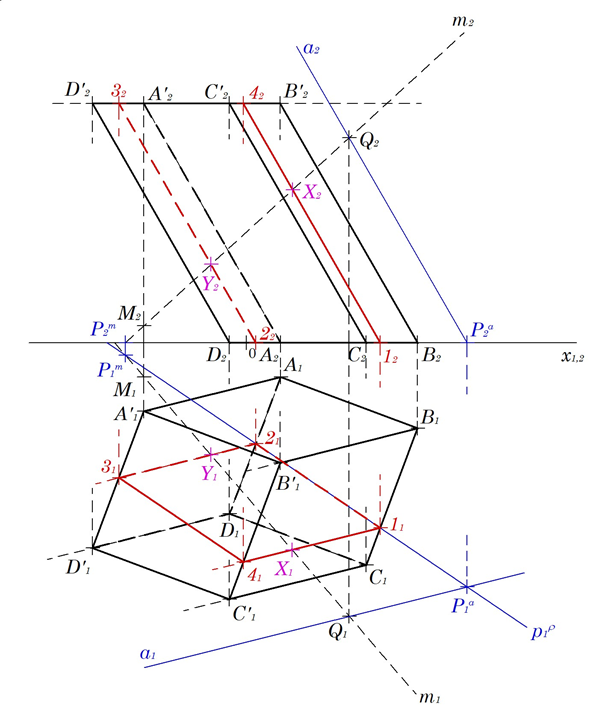 m₂
a₂
D'₂ 3₂ A'₂ C'₂ 4₂ B'₂
Q₂
X₂
Y₂
M₂
P₂ᵐ 2₂ P₂ᵃ
D₂ 0 A₂ C₂ 1₂ B₂ x₁,₂
P₁ᵐ
M₁ A₁
A'₁ B₁
2₁
3₁ Y₁ B'₁
D₁ 1₁
D'₁ 4₁ X₁ C₁
C'₁ P₁ᵃ
Q₁ p₁ᵖ
a₁
m₁